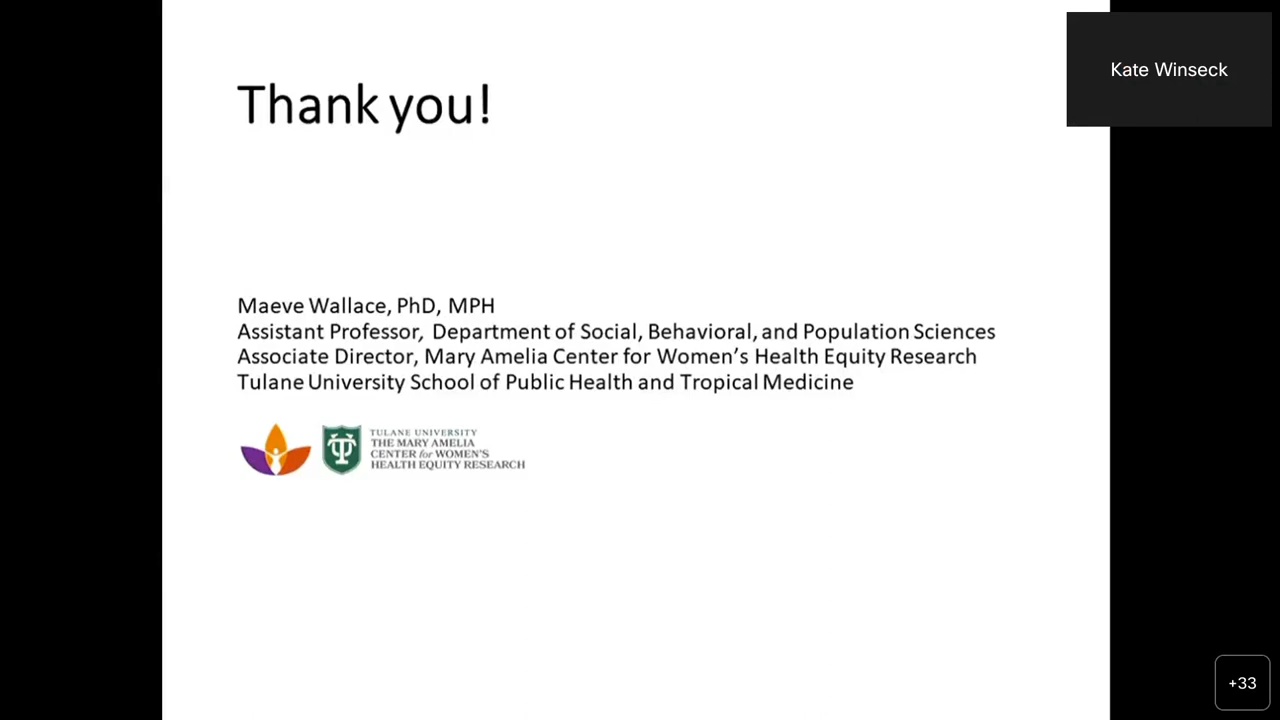 Thank you!
Kate Winseck
Maeve Wallace, PhD, MPH
Assistant Professor, Department of Social, Behavioral, and Population Sciences
Associate Director, Mary Amelia Center for Women’s Health Equity Research
Tulane University School of Public Health and Tropical Medicine
TULANE UNIVERSITY
THE MARY AMELIA
CENTER for WOMEN'S
HEALTH EQUITY RESEARCH
+33